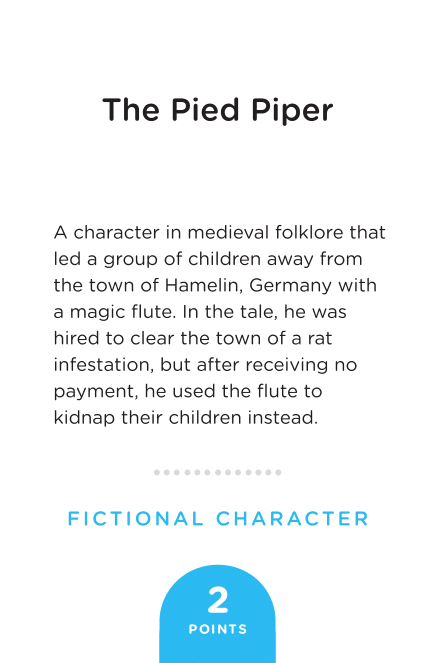 The Pied Piper
A character in medieval folklore that
led a group of children away from
the town of Hamelin, Germany with
a magic flute. In the tale, he was
hired to clear the town of a rat
infestation, but after receiving no
payment, he used the flute to
kidnap their children instead.
FICTIONAL CHARACTER
2
POINTS